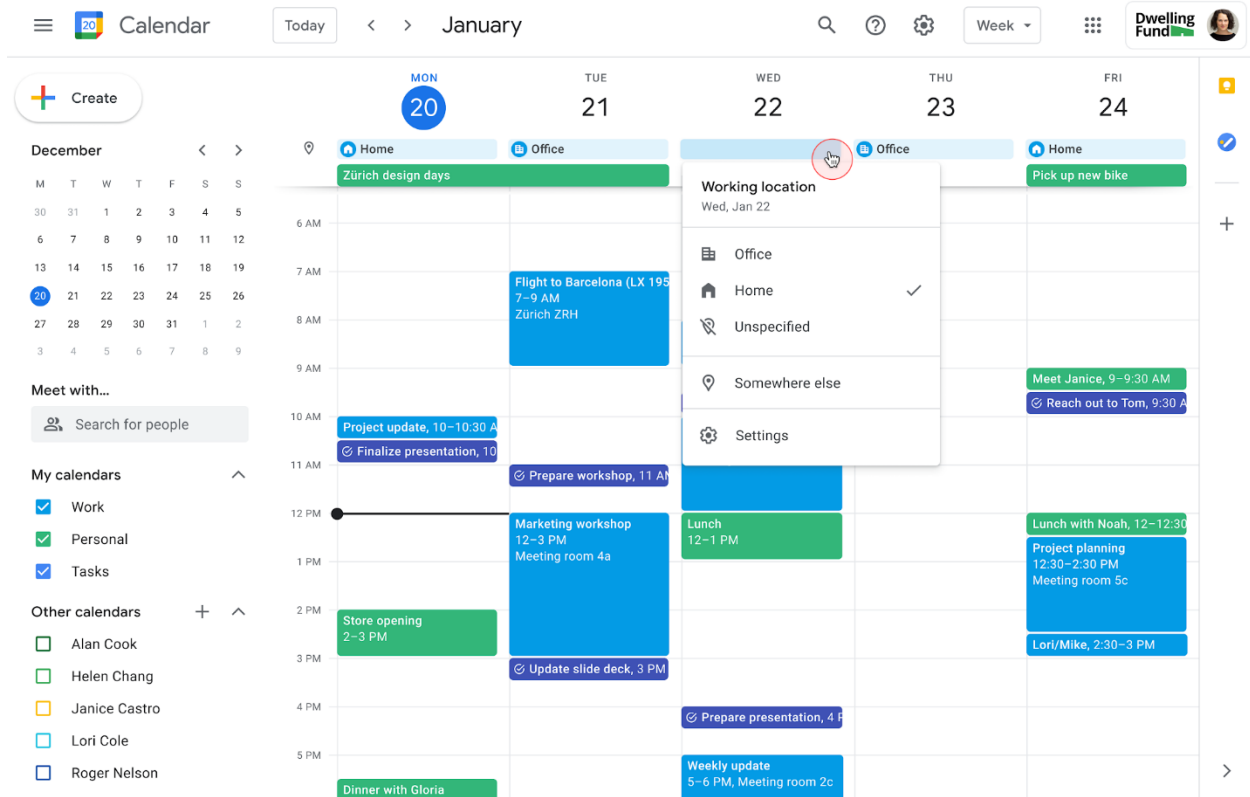 20 Calendar Today January Week Dwelling Fund
Create
MON TUE WED THU FRI
20 21 22 23 24
December
M T W T F S S
30 31 1 2 3 4 5
6 7 8 9 10 11 12
13 14 15 16 17 18 19
20 21 22 23 24 25 26
27 28 29 30 31 1 2
3 4 5 6 7 8 9
Meet with...
Search for people
My calendars
Work
Personal
Tasks
Other calendars
Alan Cook
Helen Chang
Janice Castro
Lori Cole
Roger Nelson
Home Office Office Home
Zürich design days
Pick up new bike
6 AM
7 AM
8 AM
9 AM
10 AM
11 AM
12 PM
1 PM
2 PM
3 PM
4 PM
5 PM
Project update, 10–10:30 A
Finalize presentation, 10
Store opening
2–3 PM
Dinner with Gloria
Flight to Barcelona (LX 195
7–9 AM
Zürich ZRH
Prepare workshop, 11 AM
Marketing workshop
12–3 PM
Meeting room 4a
Update slide deck, 3 PM
Working location
Wed, Jan 22
Office
Home
Unspecified
Somewhere else
Settings
Lunch
12–1 PM
Prepare presentation, 4 P
Weekly update
5–6 PM, Meeting room 2c
Meet Janice, 9–9:30 AM
Reach out to Tom, 9:30 A
Lunch with Noah, 12–12:30
Project planning
12:30–2:30 PM
Meeting room 5c
Lori/Mike, 2:30–3 PM